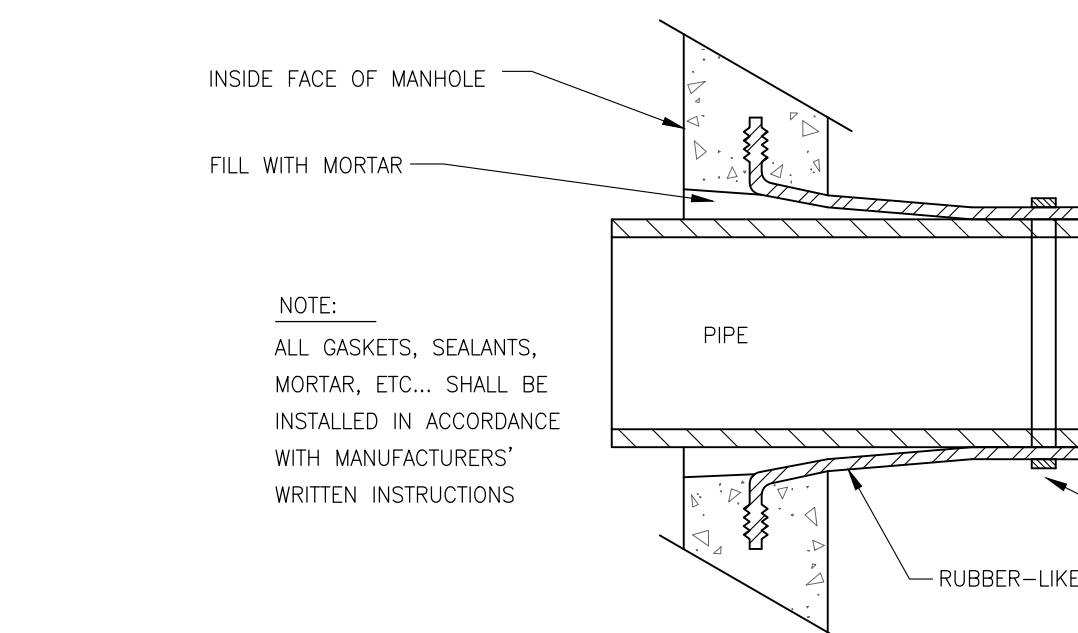 INSIDE FACE OF MANHOLE
FILL WITH MORTAR
NOTE:
ALL GASKETS, SEALANTS,
MORTAR, ETC... SHALL BE
INSTALLED IN ACCORDANCE
WITH MANUFACTURERS'
WRITTEN INSTRUCTIONS
PIPE
RUBBER-LIKE